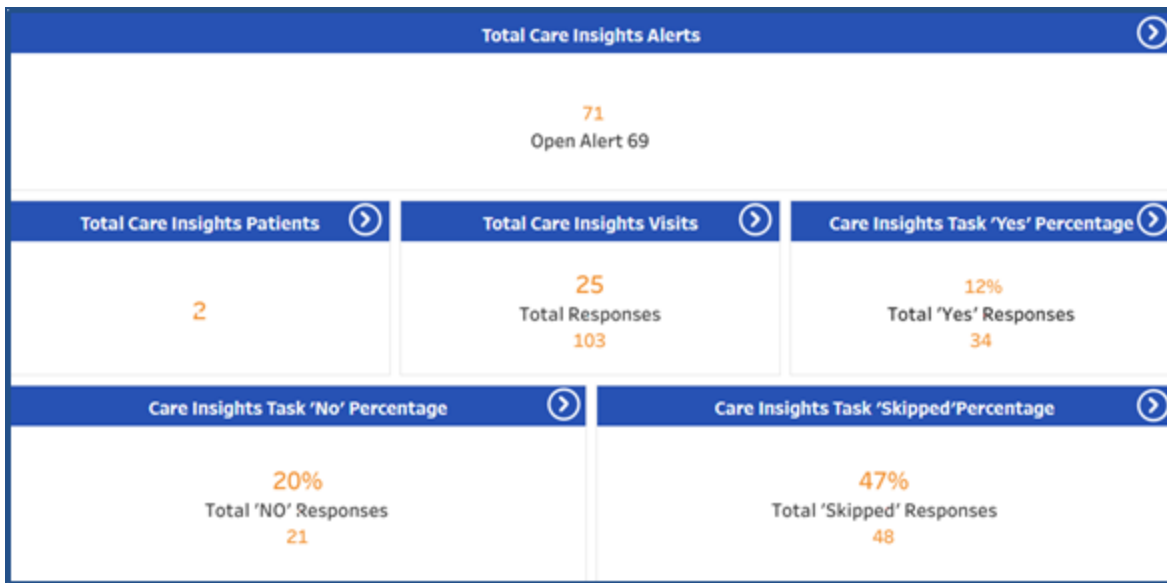 Total Care Insights Alerts
71
Open Alert 69
Total Care Insights Patients
2
Total Care Insights Visits
25
Total Responses
103
Care Insights Task 'Yes' Percentage
12%
Total 'Yes' Responses
34
Care Insights Task 'No' Percentage
20%
Total 'NO' Responses
21
Care Insights Task 'Skipped'Percentage
47%
Total 'Skipped' Responses
48